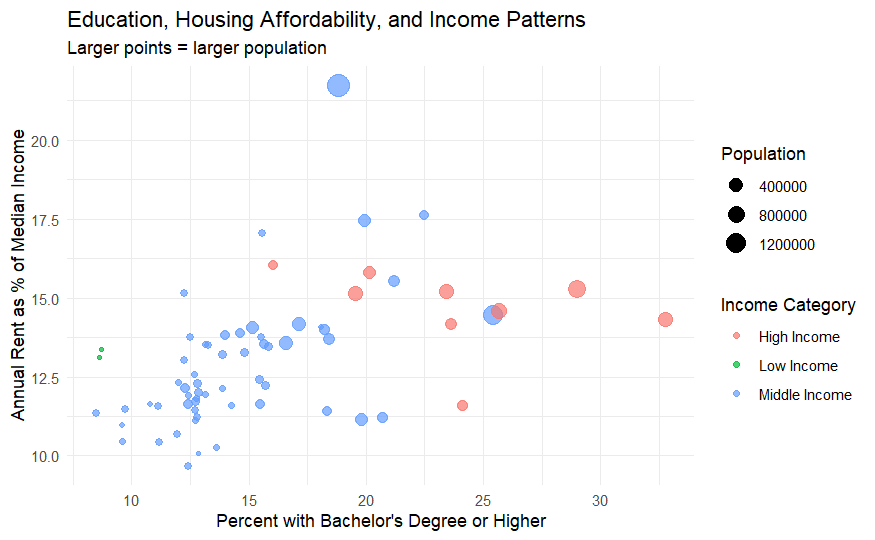 Education, Housing Affordability, and Income Patterns
Larger points = larger population
Annual Rent as % of Median Income
20.0
17.5
15.0
12.5
10.0
10
15
20
25
30
Percent with Bachelor's Degree or Higher
Population
400000
800000
1200000
Income Category
High Income
Low Income
Middle Income